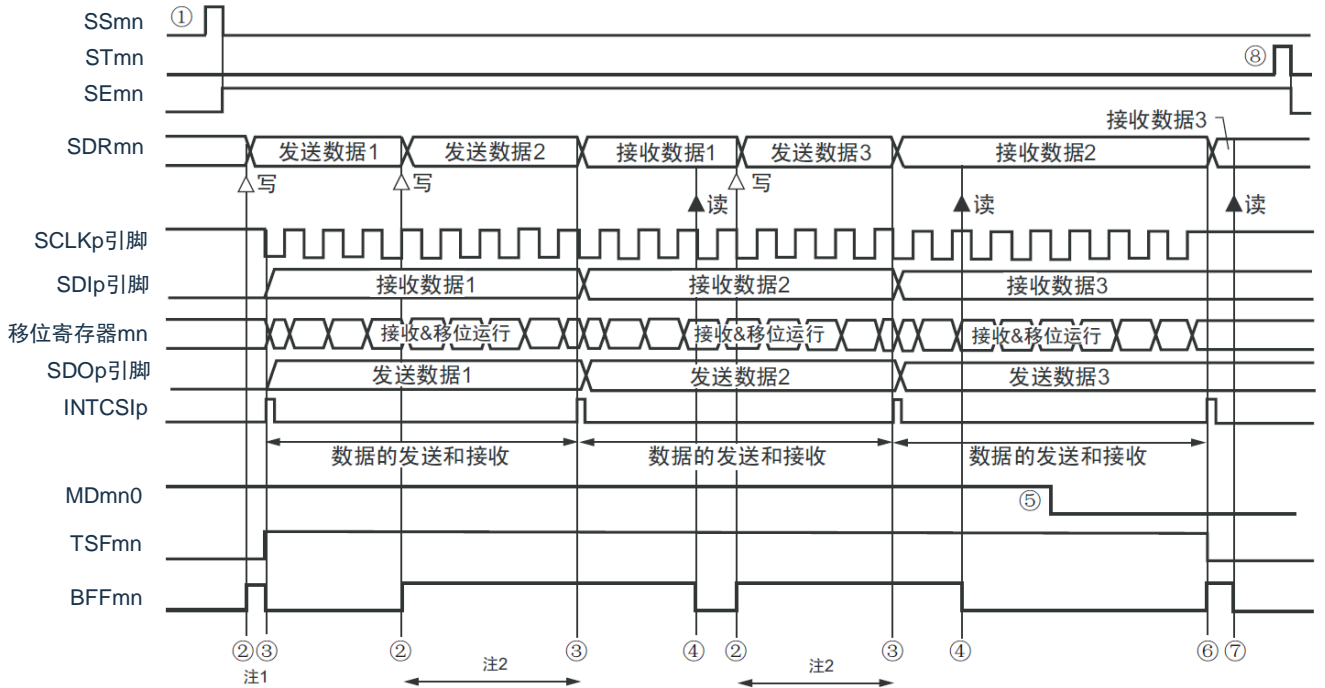 SSmn ①
STmn ⑧
SEmn
接收数据3
SDRmn 发送数据1 发送数据2 接收数据1 发送数据3 接收数据2
写 写 读 写 读 读
SCLKp引脚
SDIp引脚 接收数据1 接收数据2 接收数据3
移位寄存器mn 接收&移位运行 接收&移位运行 接收&移位运行
SDOp引脚 发送数据1 发送数据2 发送数据3
INTCSIp
数据的发送和接收 数据的发送和接收 数据的发送和接收
MDmn0 ⑤
TSFmn
BFFmn
② ③ ② ③ ④ ② ③ ④ ⑥ ⑦
注1 注2 注2